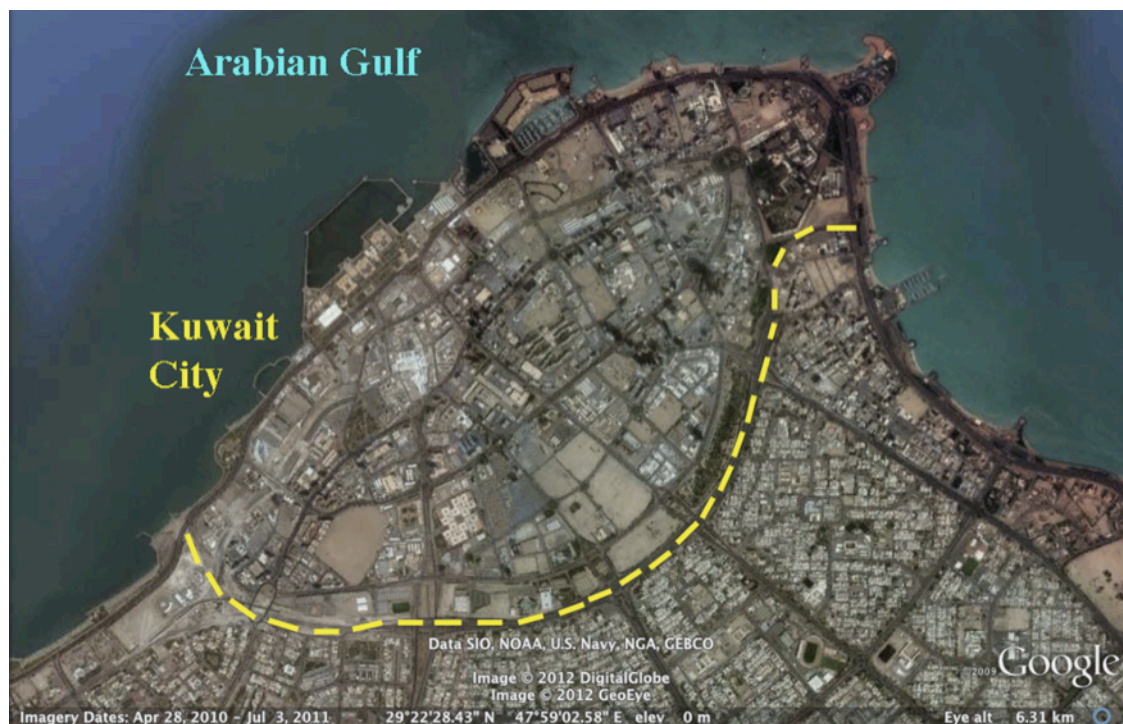 Arabian Gulf
Kuwait
City
Data SIO, NOAA, U.S. Navy, NGA, GEBCO
Image © 2012 DigitalGlobe
Image © 2012 GeoEye
©2009 Google
Imagery Dates: Apr 28, 2010 – Jul 3, 2011 29°22'28.43" N 47°59'02.58" E elev 0 m Eye alt 6.31 km